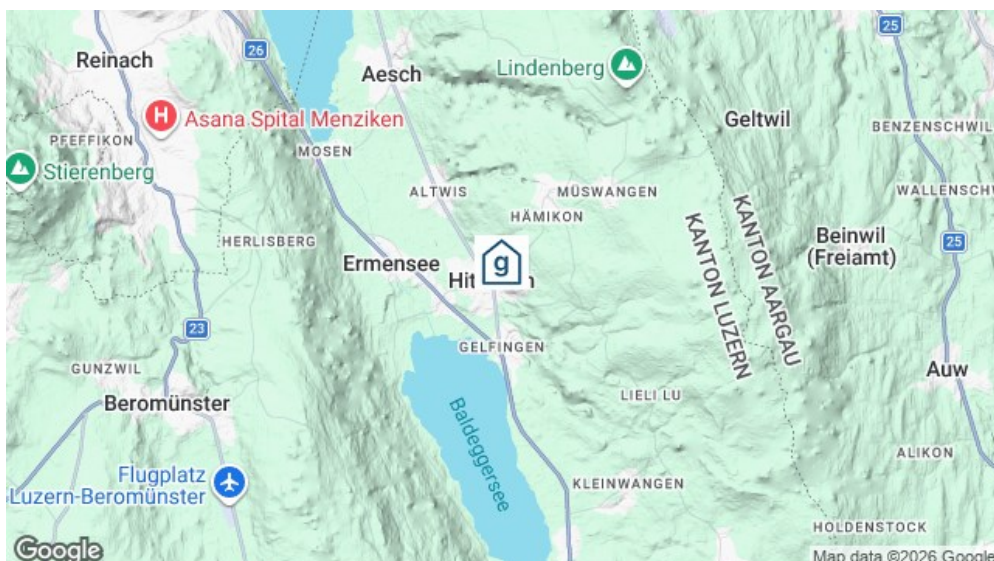 Reinach
26
Aesch
Lindenberg
25
Geltwil
H
Asana Spital Menziken
PFEFFIKON
BENZENSCHWIL
MOSEN
Stierenberg
ALTWIS
MÜSWANGEN
WALLENSCHW
HÄMIKON
KANTON LUZERN
KANTON AARGAU
HERLISBERG
Beinwil
(Freiamt)
25
Ermensee
g
Hit
n
23
GELFINGEN
GUNZWIL
Auw
Beromünster
LIELI LU
Baldeggersee
ALIKON
Flugplatz
Luzern-Beromünster
KLEINWANGEN
HOLDENSTOCK
Google
Map data ©2026 Google